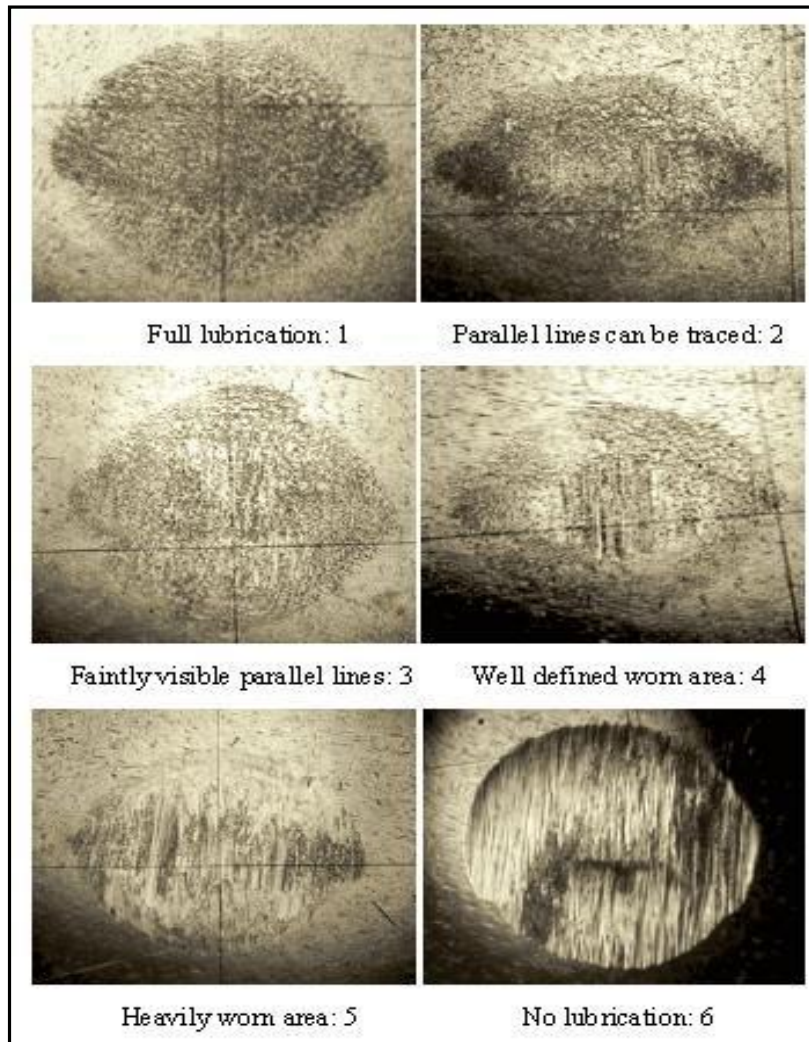 Full lubrication: 1
Parallel lines can be traced: 2
Faintly visible parallel lines: 3
Well defined worn area: 4
Heavily worn area: 5
No lubrication: 6